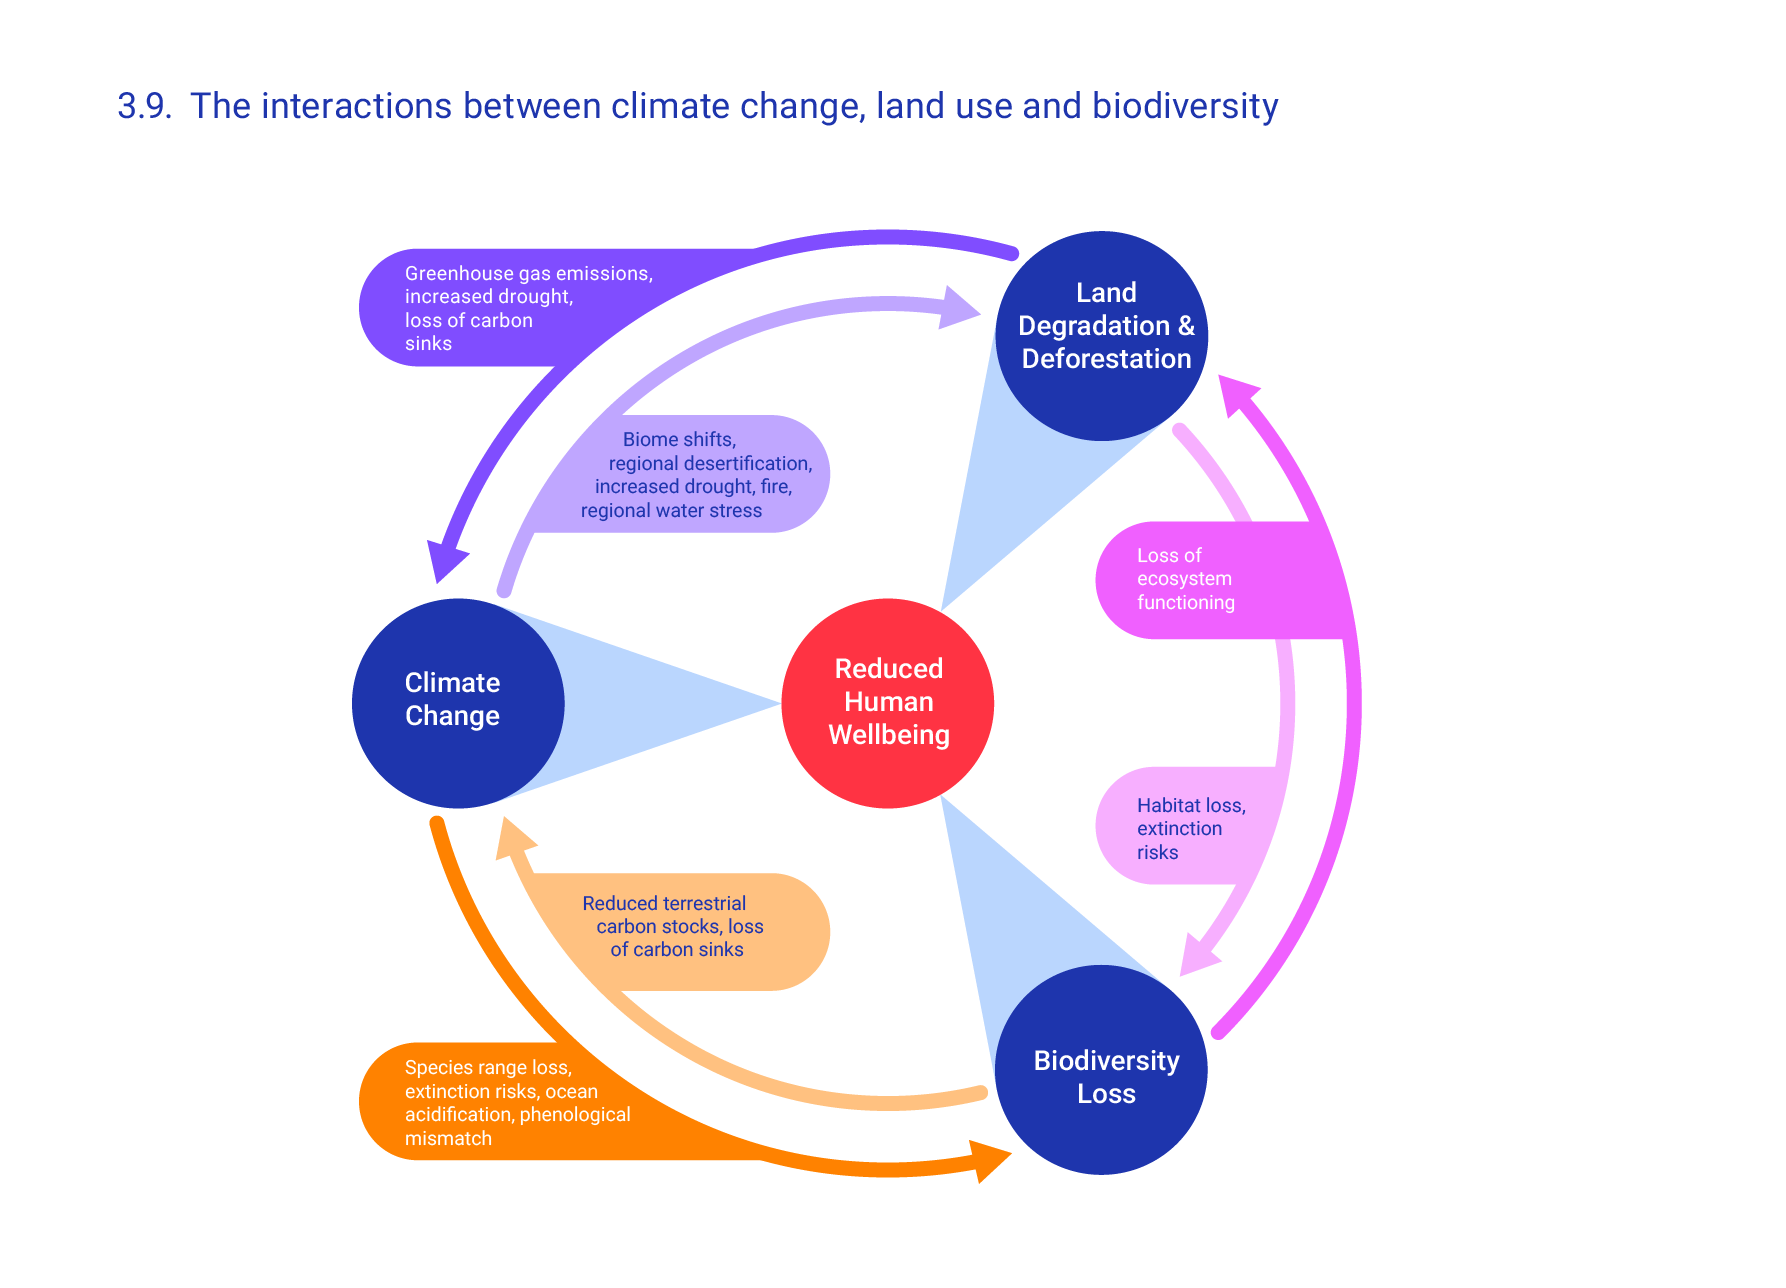 3.9. The interactions between climate change, land use and biodiversity
Greenhouse gas emissions,
increased drought,
loss of carbon
sinks
Land
Degradation &
Deforestation
Biome shifts,
regional desertification,
increased drought, fire,
regional water stress
Loss of
ecosystem
functioning
Climate
Change
Reduced
Human
Wellbeing
Habitat loss,
extinction
risks
Reduced terrestrial
carbon stocks, loss
of carbon sinks
Species range loss,
extinction risks, ocean
acidification, phenological
mismatch
Biodiversity
Loss